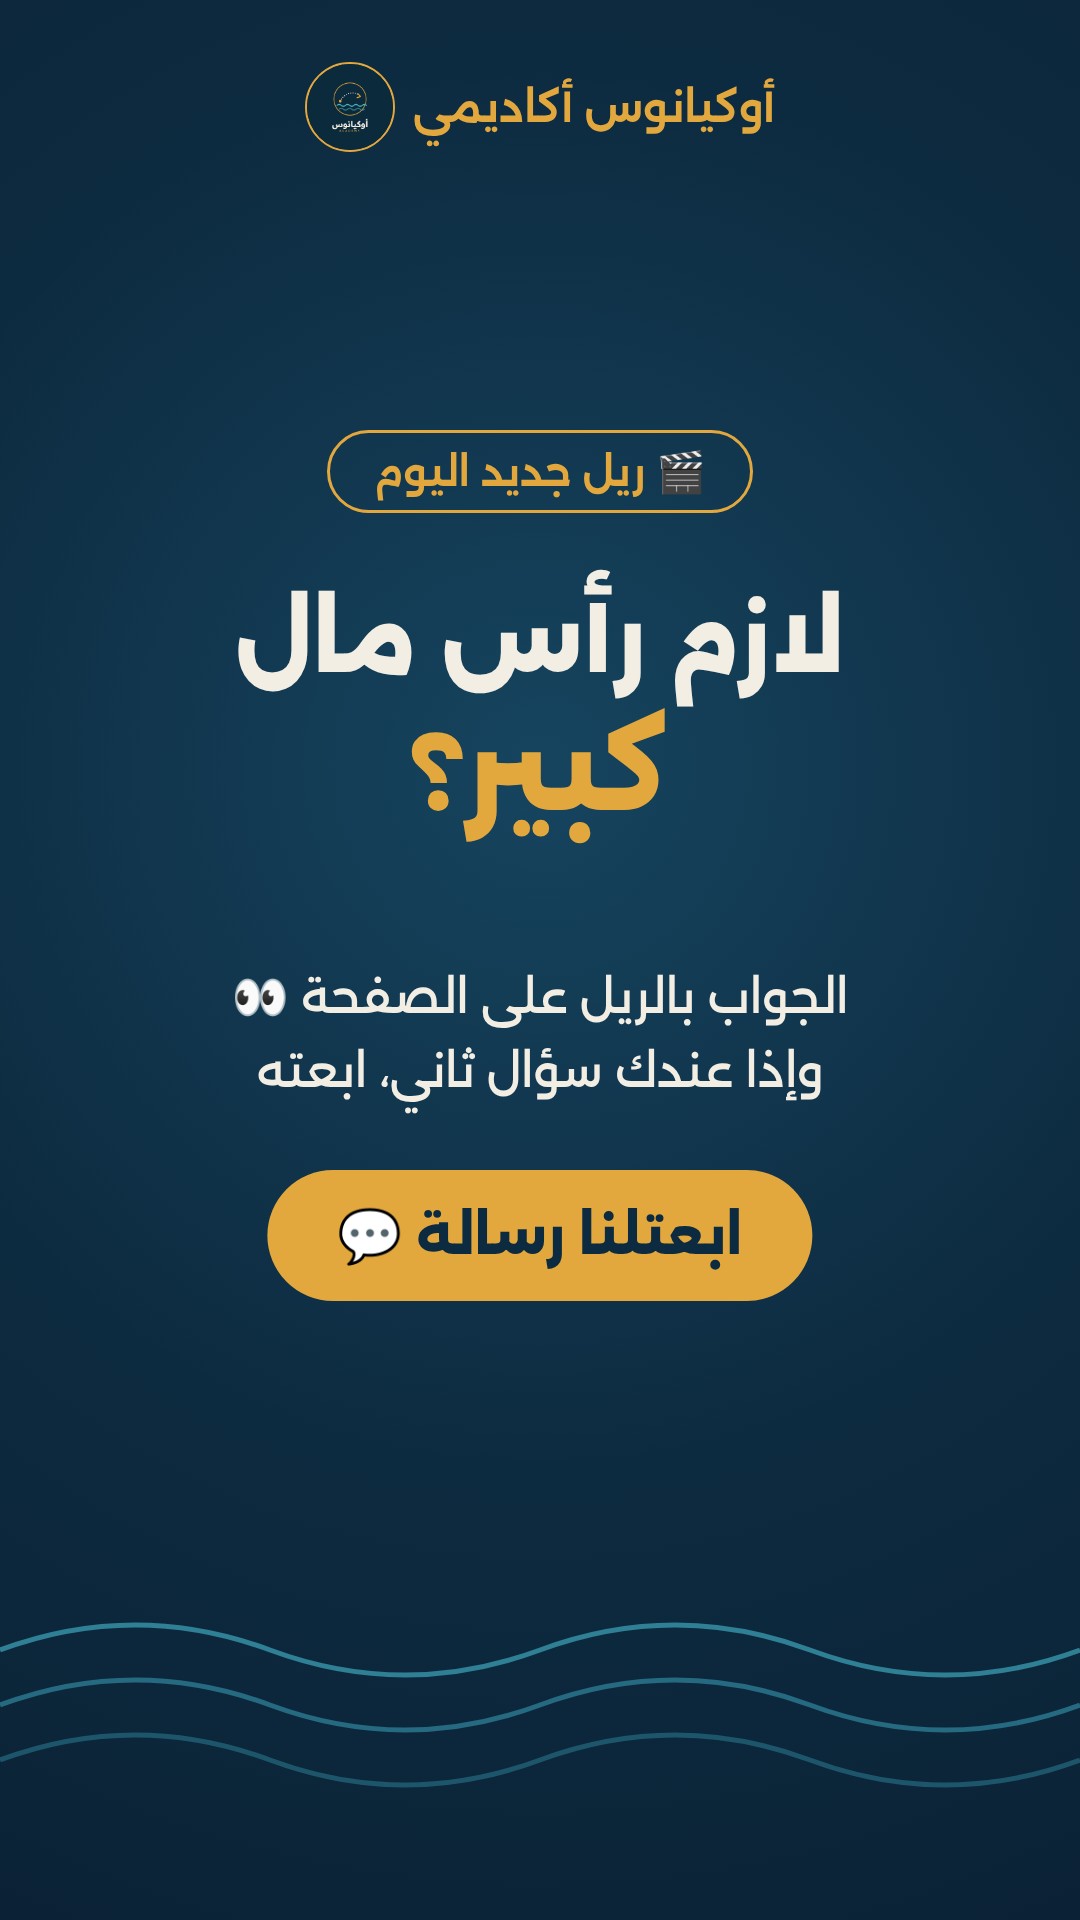 أوكيانوس أكاديمي
أوكيانوس
🎬 ريل جديد اليوم
لازم رأس مال
كبير؟
الجواب بالريل على الصفحة 👀
وإذا عندك سؤال ثاني، ابعته
ابعتلنا رسالة 💬